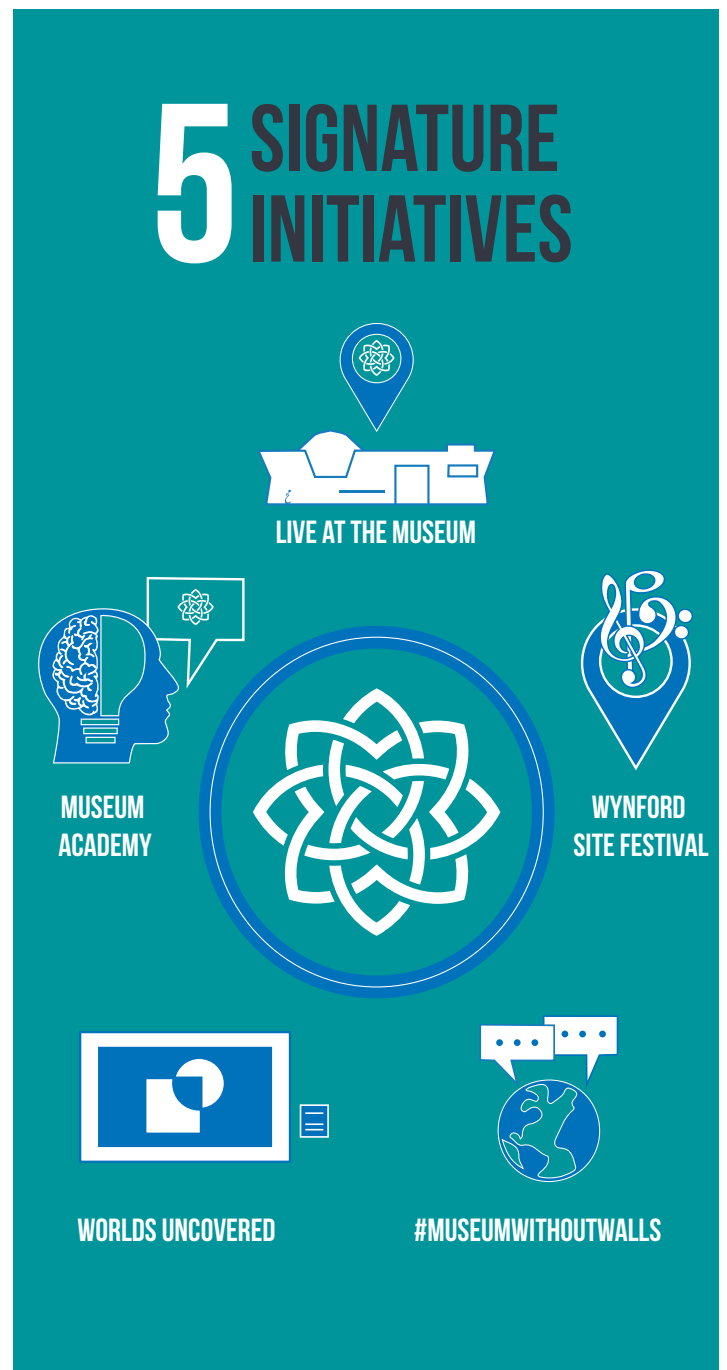 5 SIGNATURE
INITIATIVES
LIVE AT THE MUSEUM
MUSEUM
ACADEMY
WYNFORD
SITE FESTIVAL
WORLDS UNCOVERED
#MUSEUMWITHOUTWALLS